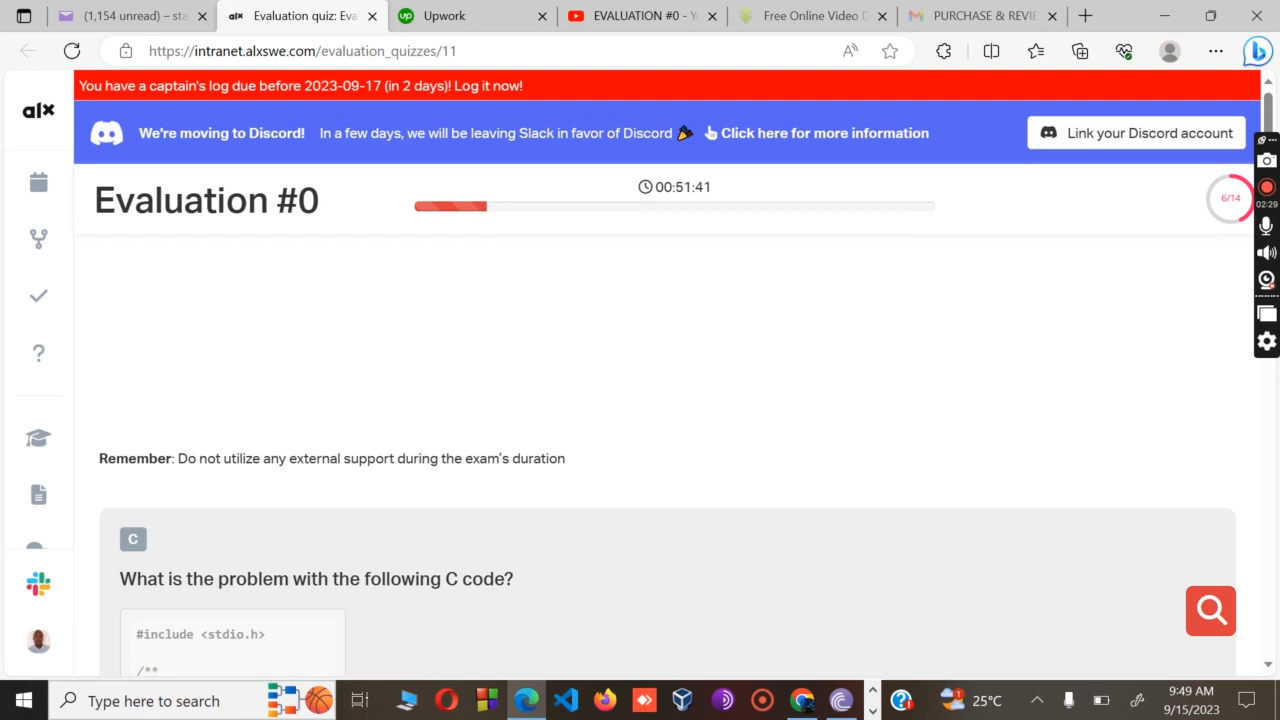 (1,154 unread) – sta
alx Evaluation quiz: Eva
up Upwork
EVALUATION #0 - Y
Free Online Video D
PURCHASE & REVIE
https://intranet.alxswe.com/evaluation_quizzes/11
You have a captain's log due before 2023-09-17 (in 2 days)! Log it now!
alx
We're moving to Discord! In a few days, we will be leaving Slack in favor of Discord 🎉 👆 Click here for more information
Link your Discord account
Evaluation #0
00:51:41
6/14
02:29
Remember: Do not utilize any external support during the exam's duration
C
What is the problem with the following C code?
#include <stdio.h>
/**
Type here to search
25°C
9:49 AM
9/15/2023